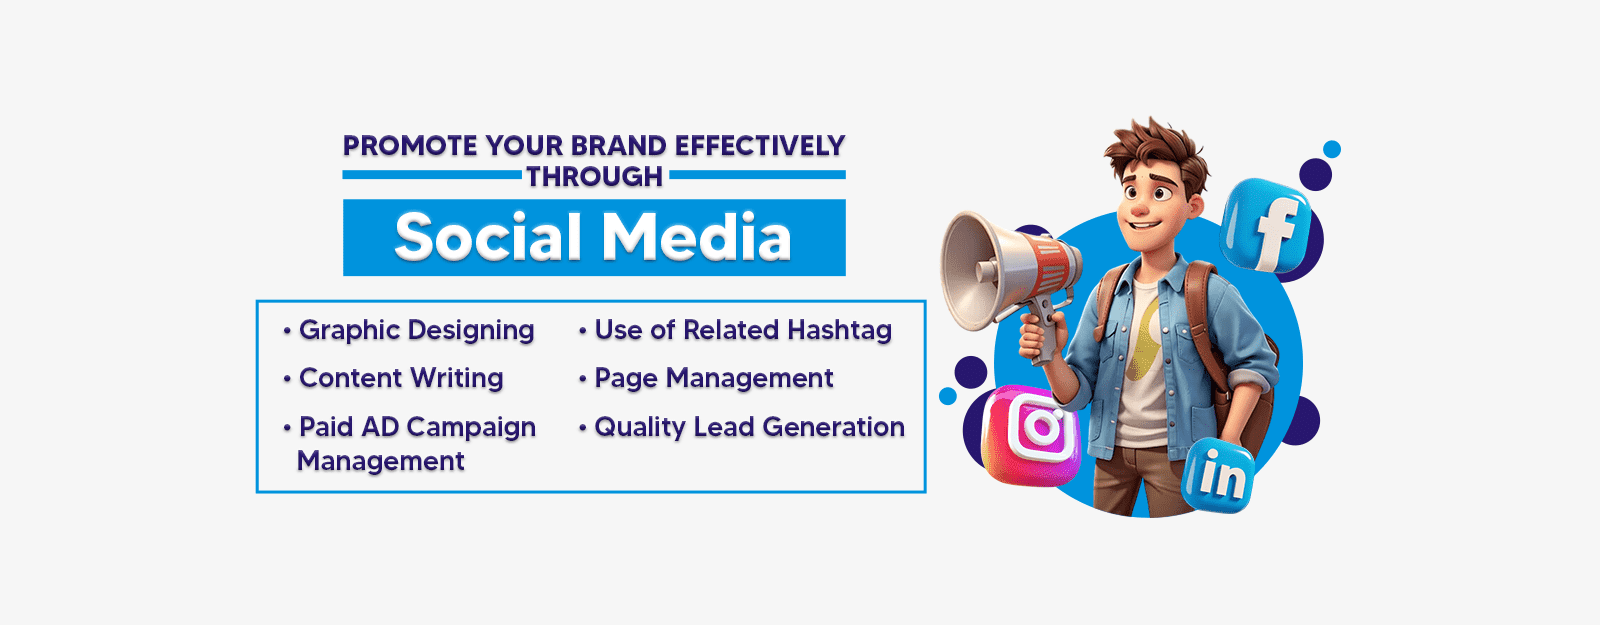 PROMOTE YOUR BRAND EFFECTIVELY
THROUGH
Social Media
• Graphic Designing
• Content Writing
• Paid AD Campaign
Management
• Use of Related Hashtag
• Page Management
• Quality Lead Generation
f
in